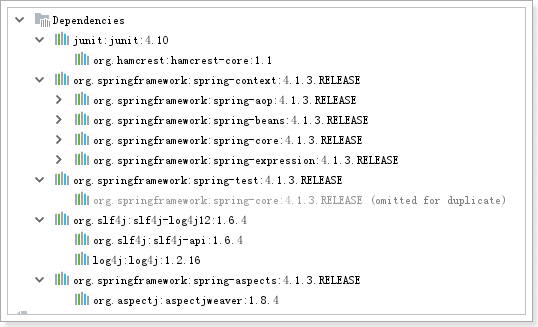 Dependencies
junit:junit:4.10
org.hamcrest:hamcrest-core:1.1
org.springframework:spring-context:4.1.3.RELEASE
org.springframework:spring-aop:4.1.3.RELEASE
org.springframework:spring-beans:4.1.3.RELEASE
org.springframework:spring-core:4.1.3.RELEASE
org.springframework:spring-expression:4.1.3.RELEASE
org.springframework:spring-test:4.1.3.RELEASE
org.springframework:spring-core:4.1.3.RELEASE (omitted for duplicate)
org.slf4j:slf4j-log4j12:1.6.4
org.slf4j:slf4j-api:1.6.4
log4j:log4j:1.2.16
org.springframework:spring-aspects:4.1.3.RELEASE
org.aspectj:aspectjweaver:1.8.4